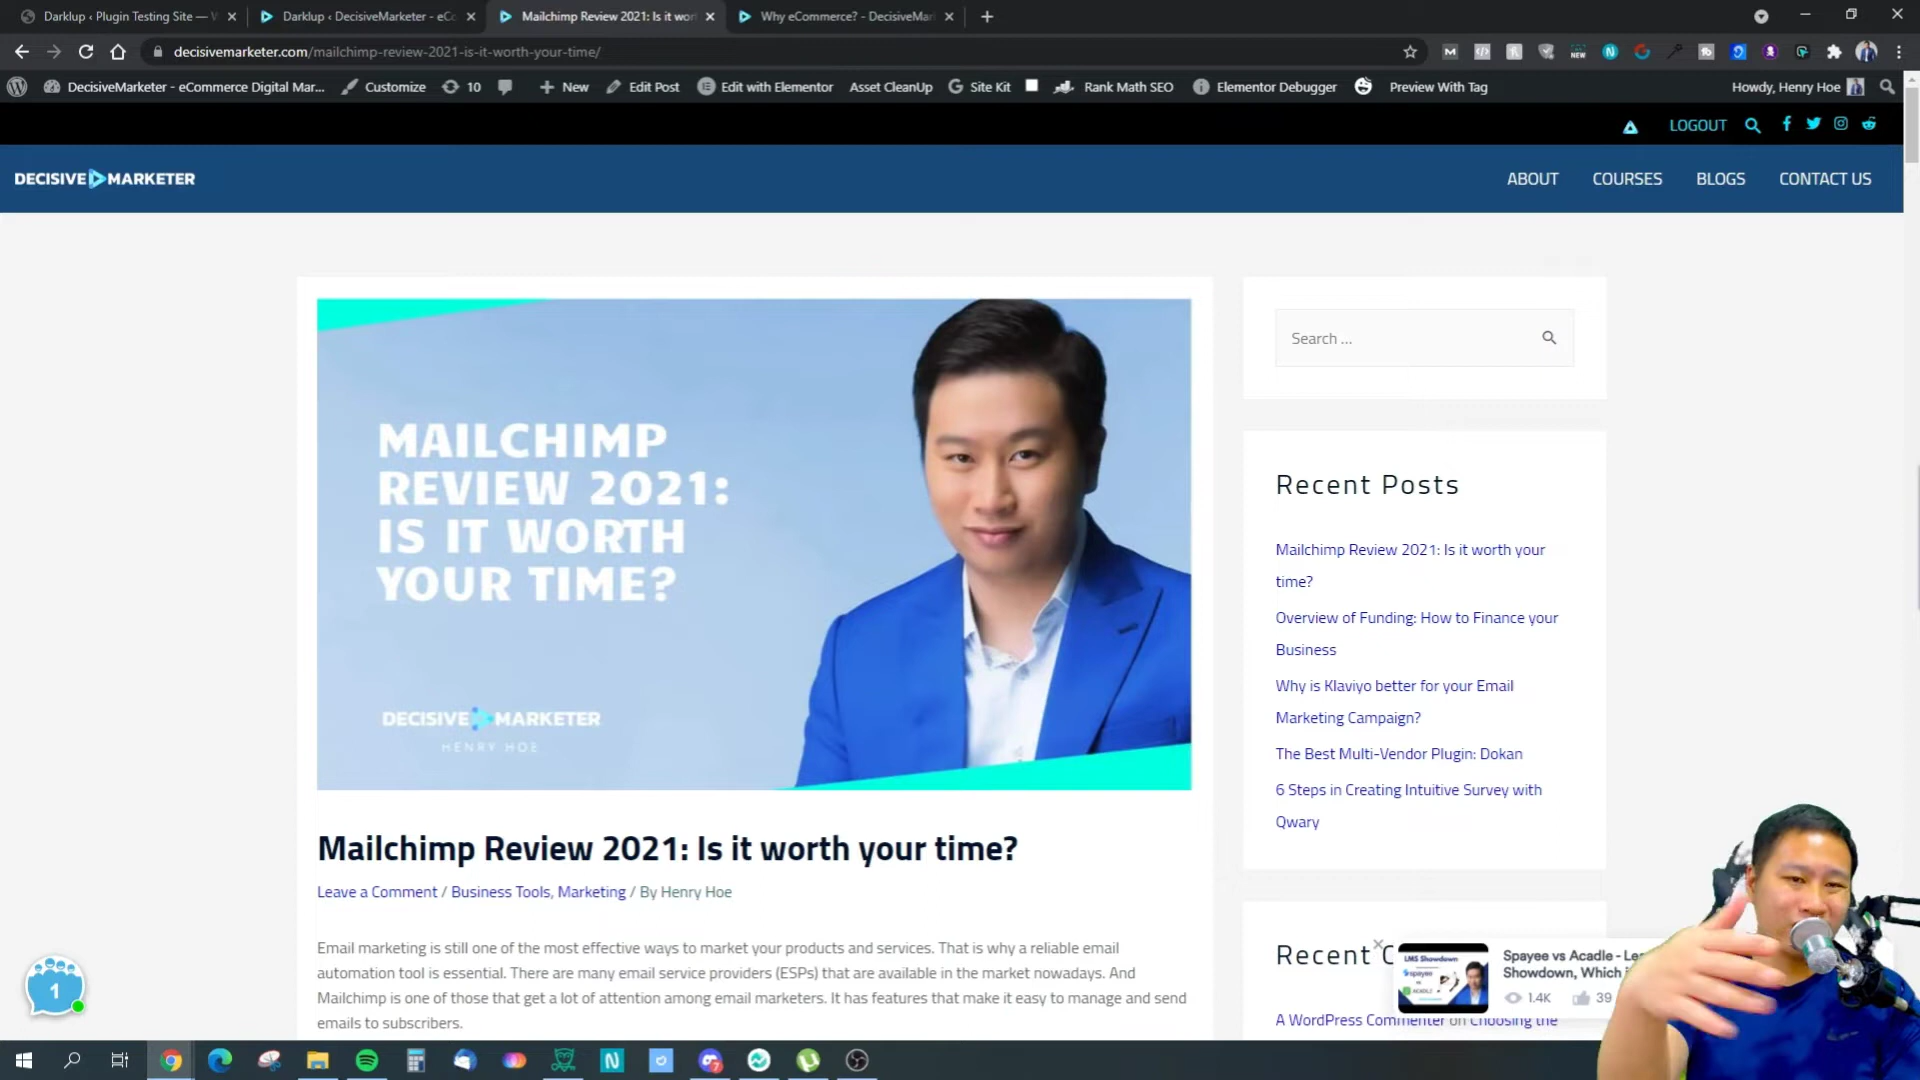 Darklup ‹ Plugin Testing Site — W
Darklup ‹ DecisiveMarketer - eCo
Mailchimp Review 2021: Is it wor
Why eCommerce? - DecisiveMar
decisivemarketer.com/mailchimp-review-2021-is-it-worth-your-time/
DecisiveMarketer - eCommerce Digital Mar...
Customize
10
New
Edit Post
Edit with Elementor
Asset CleanUp
Site Kit
Rank Math SEO
Elementor Debugger
Preview With Tag
Howdy, Henry Hoe
LOGOUT
DECISIVE MARKETER
ABOUT
COURSES
BLOGS
CONTACT US
MAILCHIMP
REVIEW 2021:
IS IT WORTH
YOUR TIME?
DECISIVE MARKETER
HENRY HOE
Search ...
Recent Posts
Mailchimp Review 2021: Is it worth your
time?
Overview of Funding: How to Finance your
Business
Why is Klaviyo better for your Email
Marketing Campaign?
The Best Multi-Vendor Plugin: Dokan
6 Steps in Creating Intuitive Survey with
Qwary
Mailchimp Review 2021: Is it worth your time?
Leave a Comment / Business Tools, Marketing / By Henry Hoe
Email marketing is still one of the most effective ways to market your products and services. That is why a reliable email
automation tool is essential. There are many email service providers (ESPs) that are available in the market nowadays. And
Mailchimp is one of those that get a lot of attention among email marketers. It has features that make it easy to manage and send
emails to subscribers.
1
Recent C
LMS Showdown
spayee
vs
ACADLE
Spayee vs Acadle - Lea
Showdown, Which i
1.4K
39
A WordPress Commenter on Choosing the